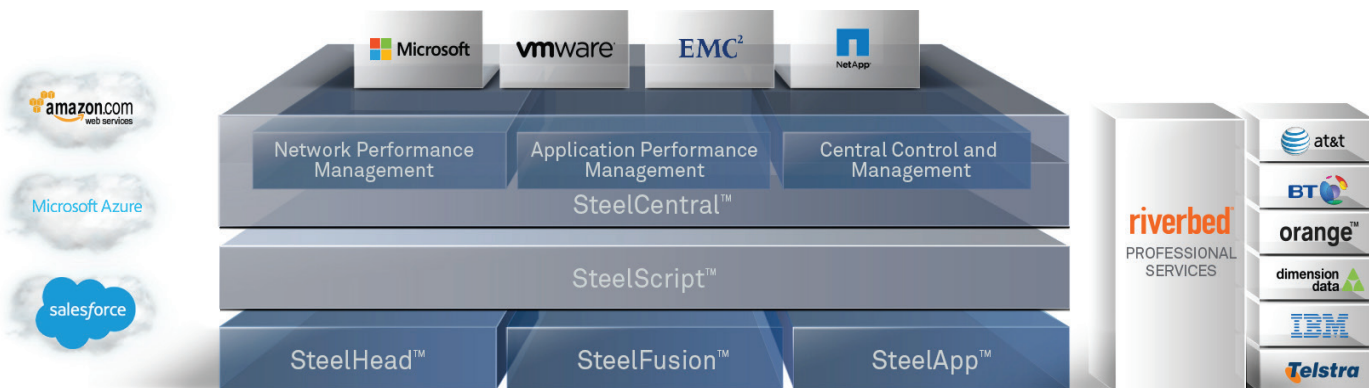 Microsoft
vmware
EMC²
NetApp
amazon.com
web services
Microsoft Azure
salesforce
Network Performance
Management
Application Performance
Management
Central Control and
Management
SteelCentral™
SteelScript™
SteelHead™
SteelFusion™
SteelApp™
riverbed
PROFESSIONAL
SERVICES
at&t
BT
orange™
dimension
data
IBM
Telstra